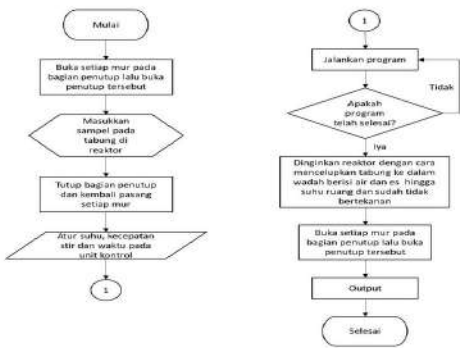 Mulai
Buka setiap mur pada
bagian penutup lalu buka
penutup tersebut
Masukkan
sampel pada
tabung di
reaktor
Tutup bagian penutup
dan kembali pasang
setiap mur
Atur suhu, kecepatan
stir dan waktu pada
unit kontrol
1
1
Jalankan program
Tidak
Apakah
program
telah selesai?
Iya
Dinginkan reaktor dengan cara
mencelupkan tabung ke dalam
wadah berisi air dan es hingga
suhu ruang dan sudah tidak
bertekanan
Buka setiap mur pada
bagian penutup lalu buka
penutup tersebut
Output
Selesai